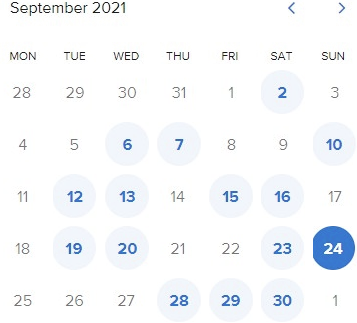 September 2021
MON TUE WED THU FRI SAT SUN
28 29 30 31 1 2 3
4 5 6 7 8 9 10
11 12 13 14 15 16 17
18 19 20 21 22 23 24
25 26 27 28 29 30 1